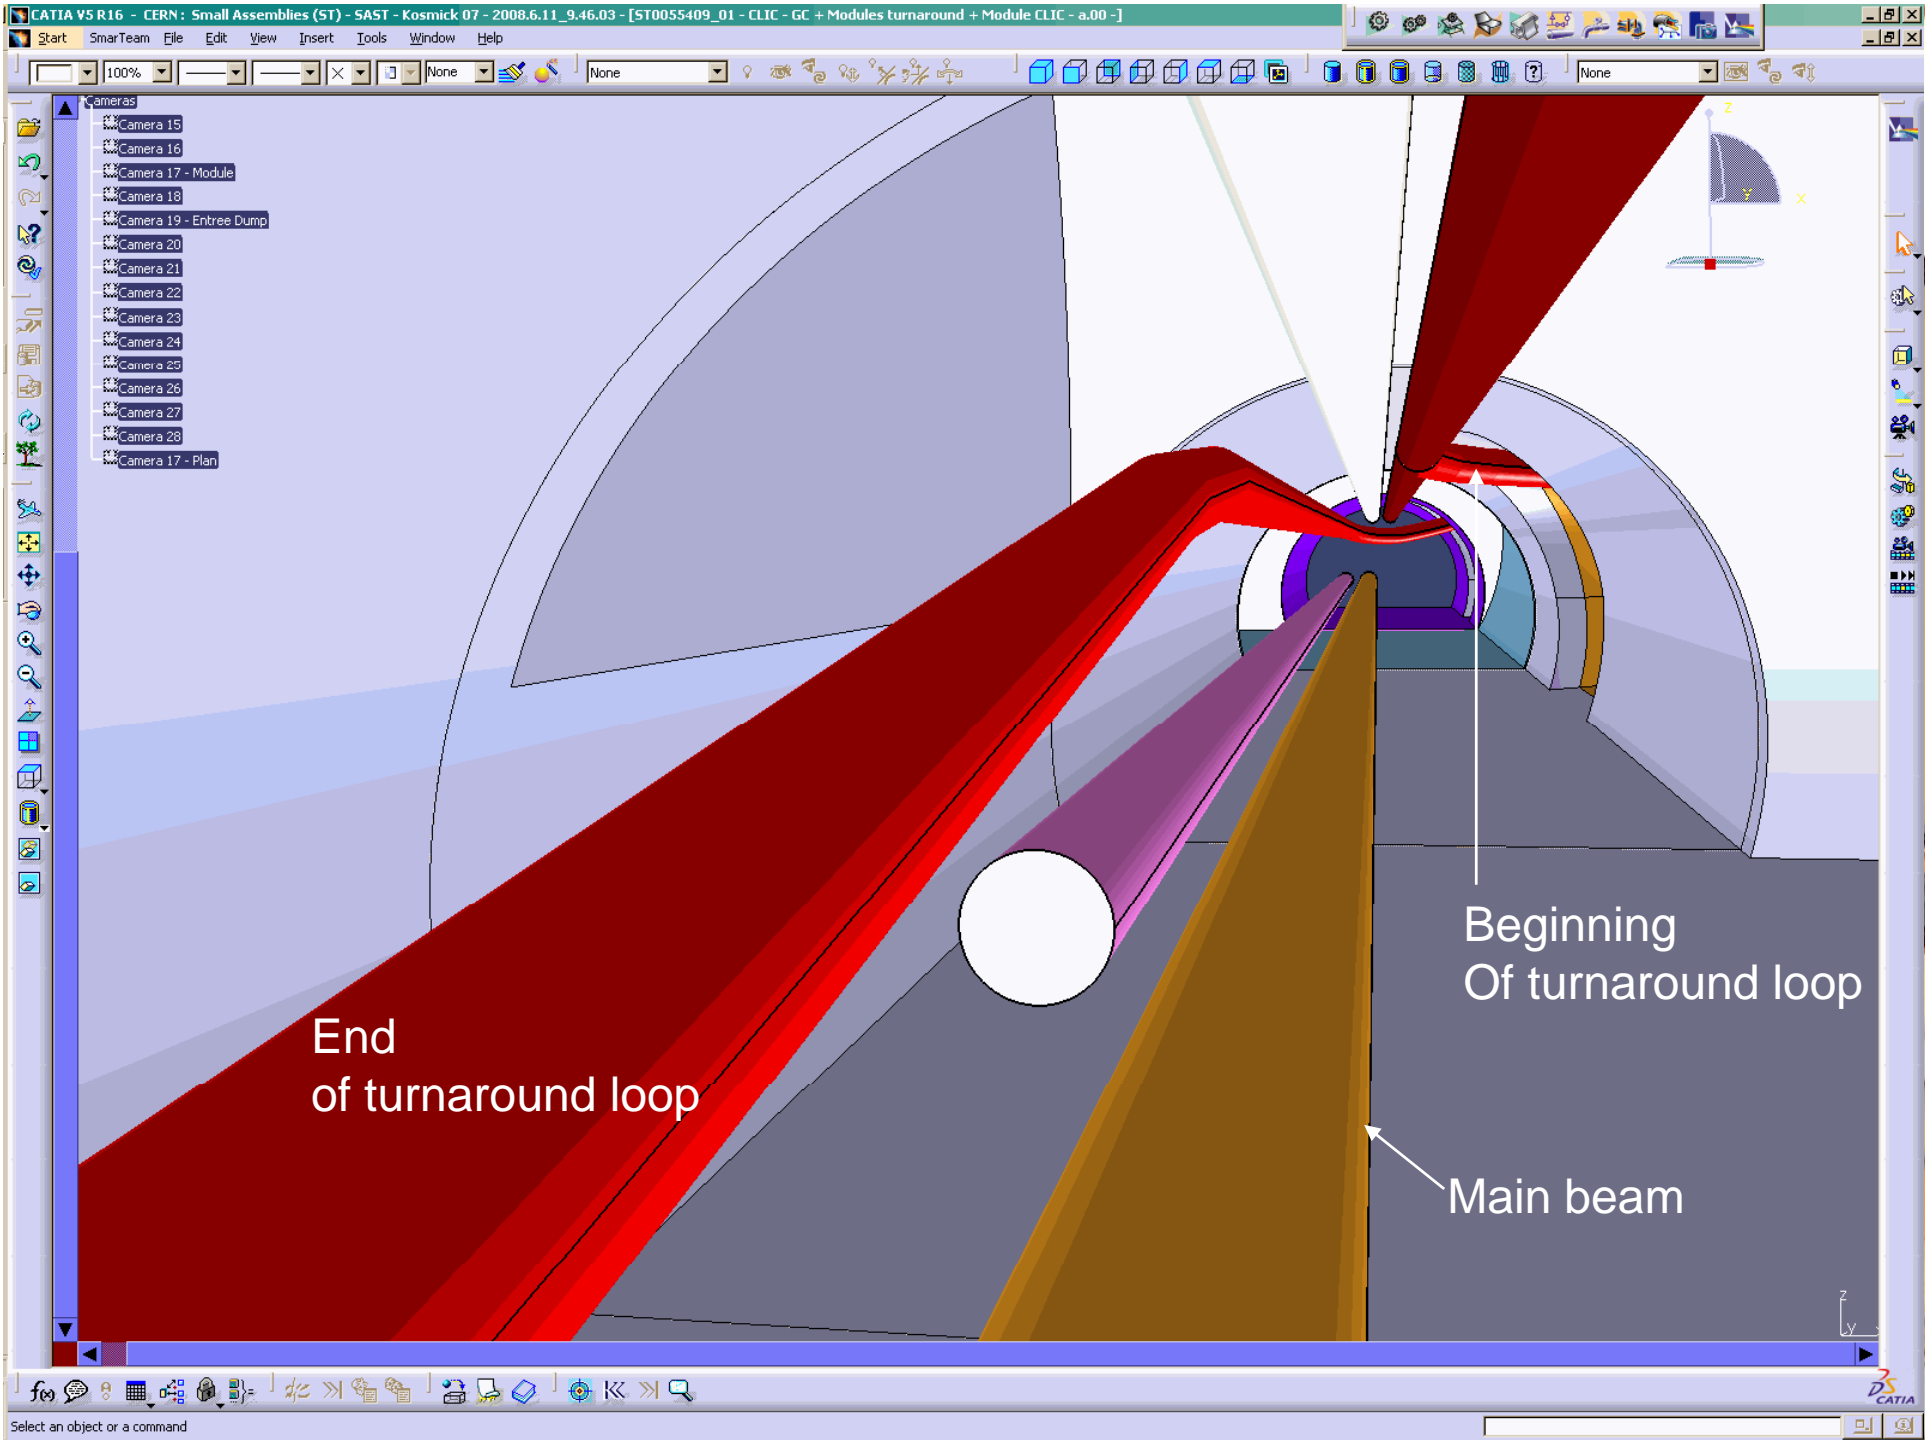 CATIA V5 R16 - CERN : Small Assemblies (ST) - SAST - Kosmick 07 - 2008.6.11_9.46.03 - [ST0055409_01 - CLIC - GC + Modules turnaround + Module CLIC - a.00 -]
Start SmarTeam File Edit View Insert Tools Window Help
100% None None None
Cameras
Camera 15
Camera 16
Camera 17 - Module
Camera 18
Camera 19 - Entree Dump
Camera 20
Camera 21
Camera 22
Camera 23
Camera 24
Camera 25
Camera 26
Camera 27
Camera 28
Camera 17 - Plan
Z
Y
X
Beginning
Of turnaround loop
End
of turnaround loop
Main beam
Z
Y
f(x)
CATIA
Select an object or a command